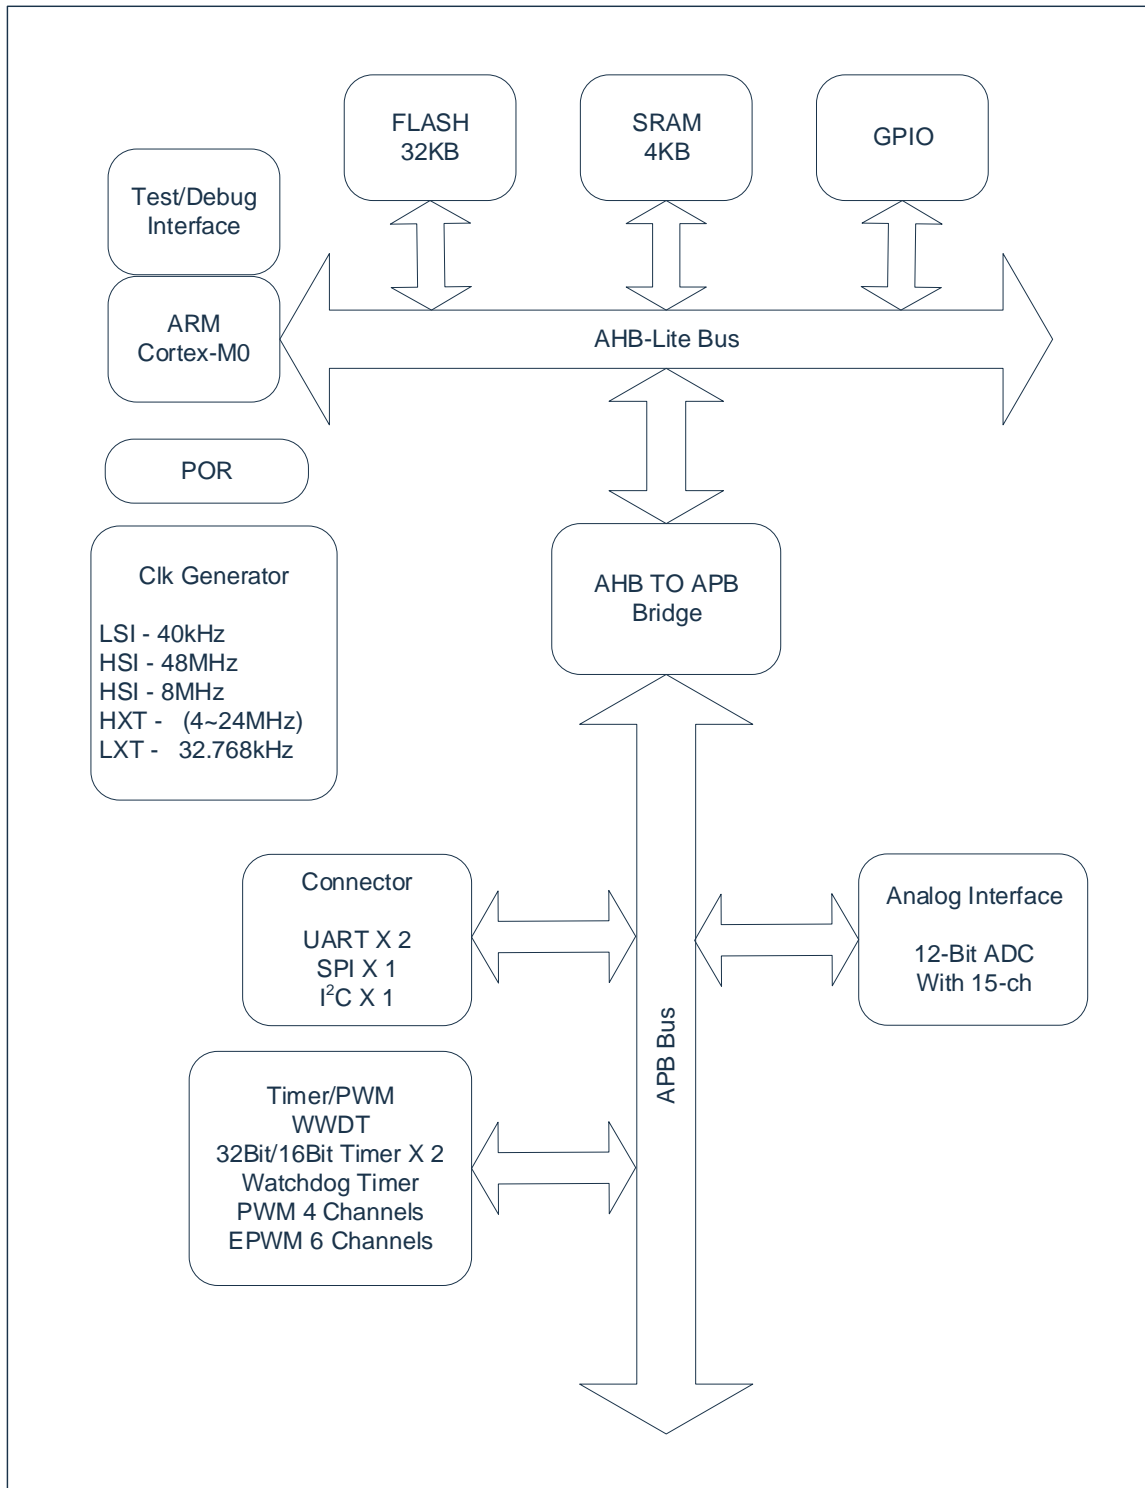 FLASH
32KB
SRAM
4KB
GPIO
Test/Debug
Interface
ARM
Cortex-M0
AHB-Lite Bus
POR
Clk Generator
LSI - 40kHz
HSI - 48MHz
HSI - 8MHz
HXT - (4~24MHz)
LXT - 32.768kHz
AHB TO APB
Bridge
Connector
UART X 2
SPI X 1
I²C X 1
Analog Interface
12-Bit ADC
With 15-ch
APB Bus
Timer/PWM
WWDT
32Bit/16Bit Timer X 2
Watchdog Timer
PWM 4 Channels
EPWM 6 Channels